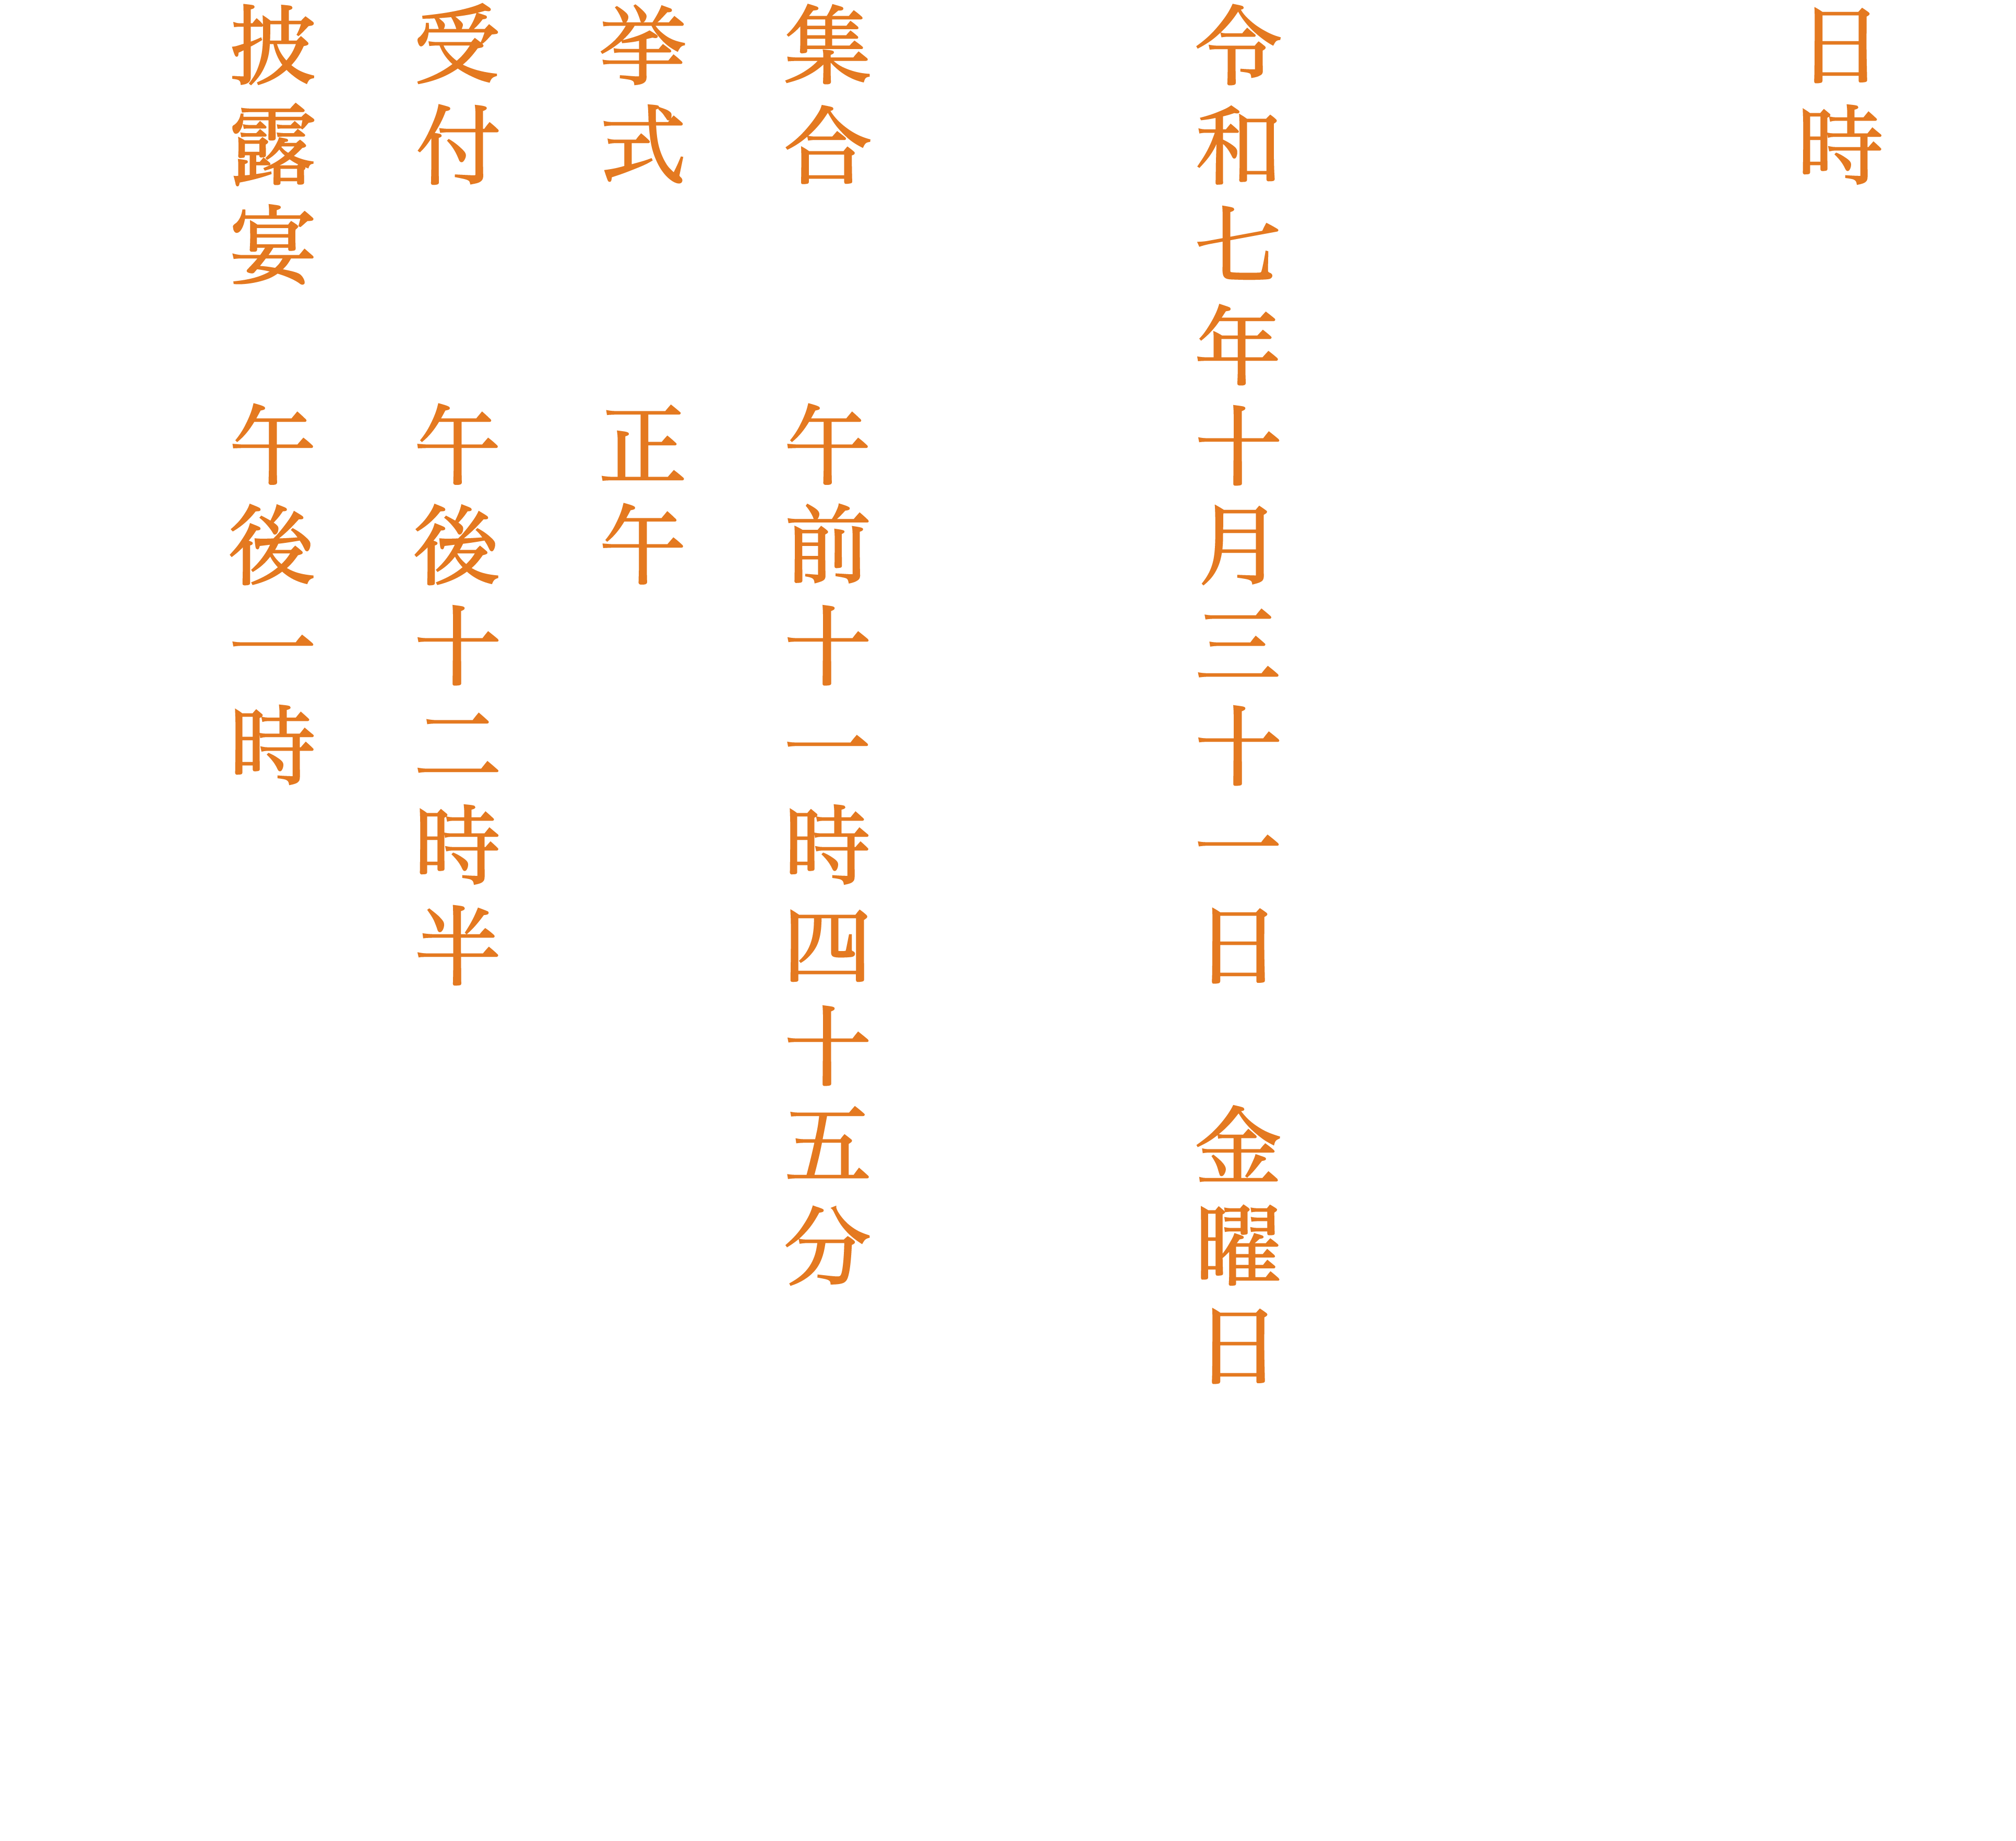 日時
令和七年十月三十一日 金曜日
集合 午前十一時四十五分
挙式 正午
受付 午後十二時半
披露宴 午後一時